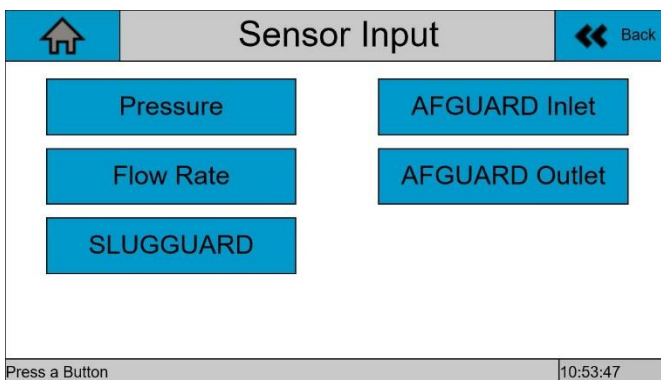 Sensor Input
Back
Pressure
AFGUARD Inlet
Flow Rate
AFGUARD Outlet
SLUGGUARD
Press a Button
10:53:47